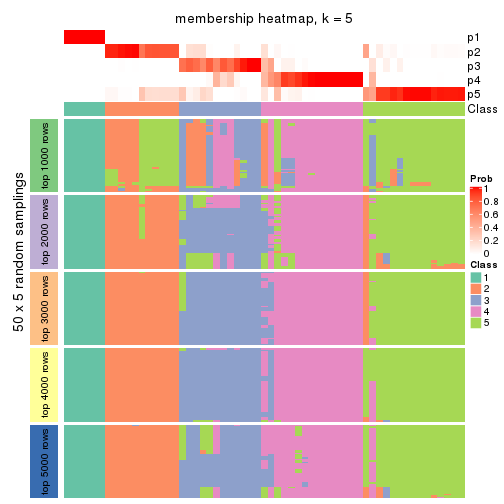 membership heatmap, k = 5
p1
p2
p3
p4
p5
Class
50 x 5 random samplings
top 1000 rows
top 2000 rows
top 3000 rows
top 4000 rows
top 5000 rows
Prob
1
0.8
0.6
0.4
0.2
0
Class
1
2
3
4
5